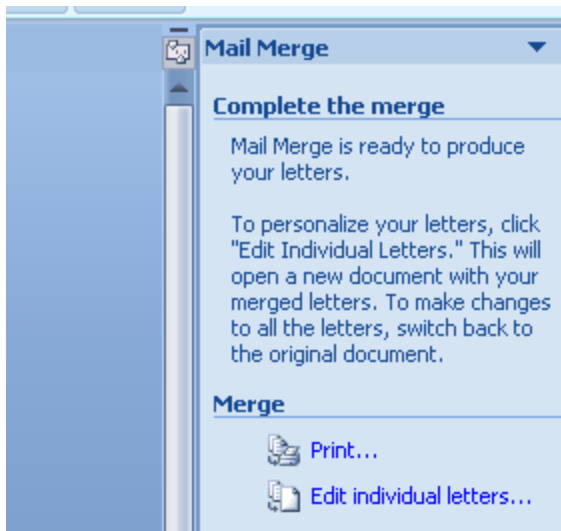 Mail Merge
Complete the merge
Mail Merge is ready to produce
your letters.
To personalize your letters, click
"Edit Individual Letters." This will
open a new document with your
merged letters. To make changes
to all the letters, switch back to
the original document.
Merge
Print...
Edit individual letters...